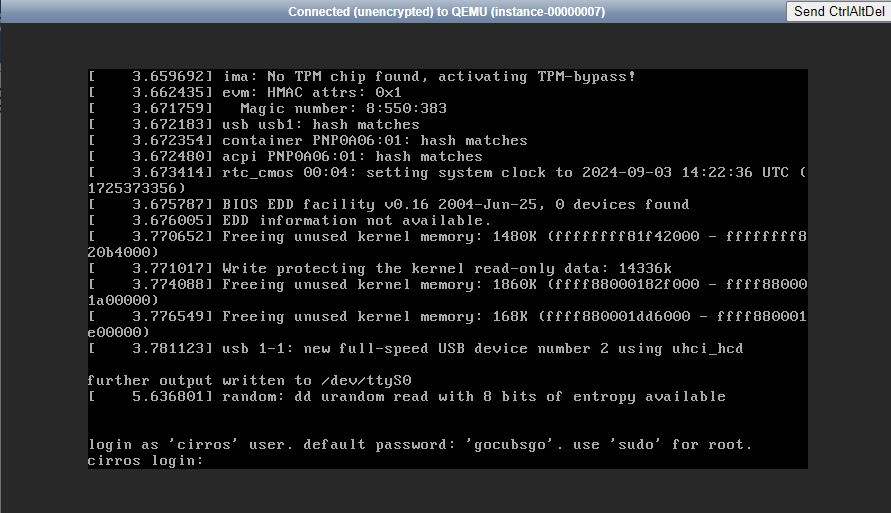 Connected (unencrypted) to QEMU (instance-00000007)
Send CtrlAltDel
[    3.659692] ima: No TPM chip found, activating TPM-bypass!
[    3.662435] evm: HMAC attrs: 0x1
[    3.671759]   Magic number: 8:550:383
[    3.672183] usb usb1: hash matches
[    3.672354] container PNP0A06:01: hash matches
[    3.672480] acpi PNP0A06:01: hash matches
[    3.673414] rtc_cmos 00:04: setting system clock to 2024-09-03 14:22:36 UTC (
1725373356)
[    3.675787] BIOS EDD facility v0.16 2004-Jun-25, 0 devices found
[    3.676005] EDD information not available.
[    3.770652] Freeing unused kernel memory: 1480K (ffffffff81f42000 - ffffffff8
20b4000)
[    3.771017] Write protecting the kernel read-only data: 14336k
[    3.774088] Freeing unused kernel memory: 1860K (ffff88000182f000 - ffff88000
1a00000)
[    3.776549] Freeing unused kernel memory: 168K (ffff880001dd6000 - ffff880001
e00000)
[    3.781123] usb 1-1: new full-speed USB device number 2 using uhci_hcd
further output written to /dev/ttyS0
[    5.636801] random: dd urandom read with 8 bits of entropy available
login as 'cirros' user. default password: 'gocubsgo'. use 'sudo' for root.
cirros login: